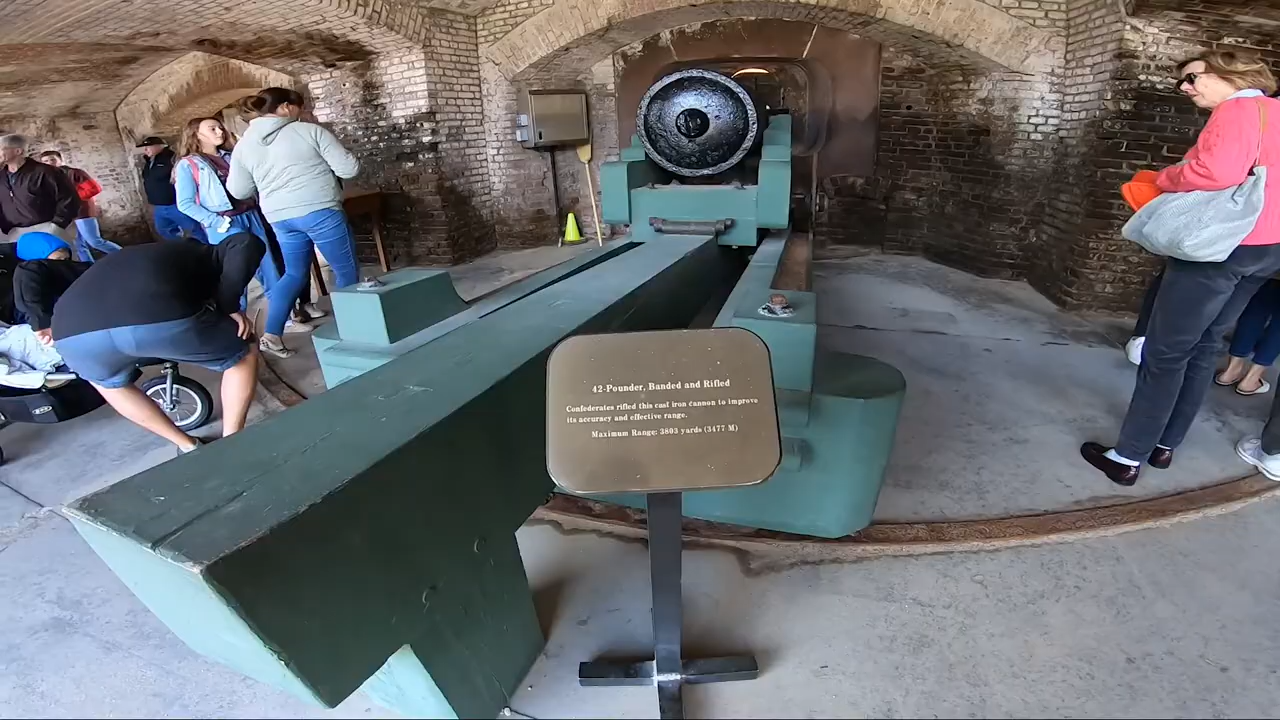 42-Pounder, Banded and Rifled
Confederates rifled this cast iron cannon to improve
its accuracy and effective range.
Maximum Range: 3803 yards (3477 M)